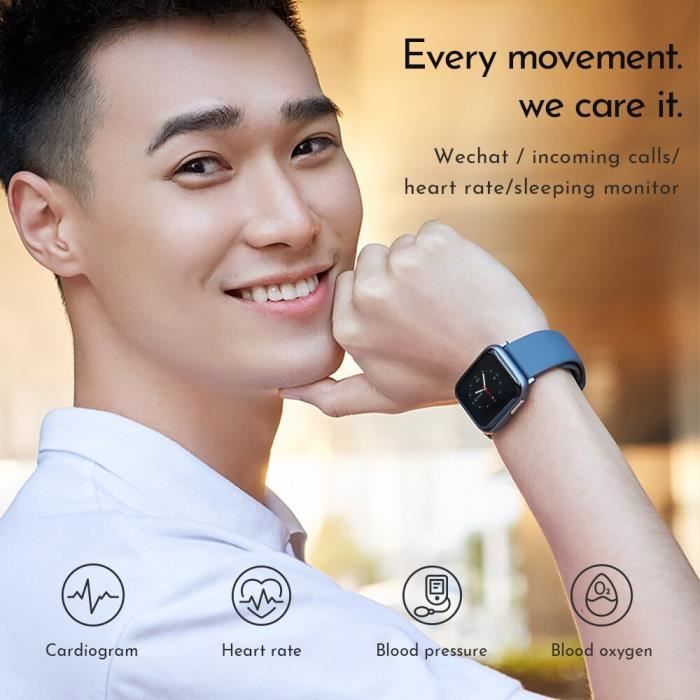 Every movement.
we care it.
Wechat / incoming calls/
heart rate/sleeping monitor
O₂
Cardiogram
Heart rate
Blood pressure
Blood oxygen